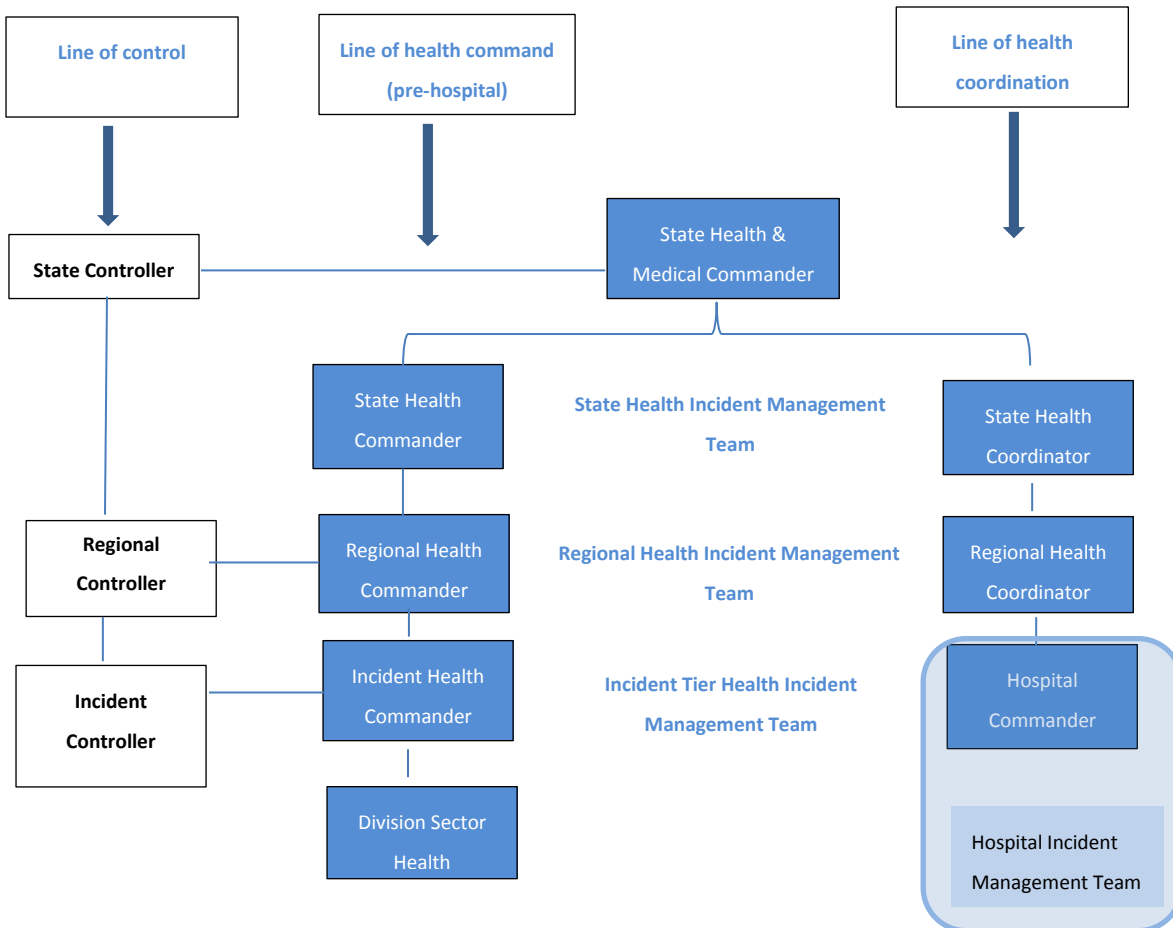 Line of control
Line of health command
(pre-hospital)
Line of health
coordination
State Controller
State Health &
Medical Commander
State Health
Commander
State Health Incident Management
Team
State Health
Coordinator
Regional
Controller
Regional Health
Commander
Regional Health Incident Management
Team
Regional Health
Coordinator
Incident
Controller
Incident Health
Commander
Incident Tier Health Incident
Management Team
Hospital
Commander
Division Sector
Health
Hospital Incident
Management Team